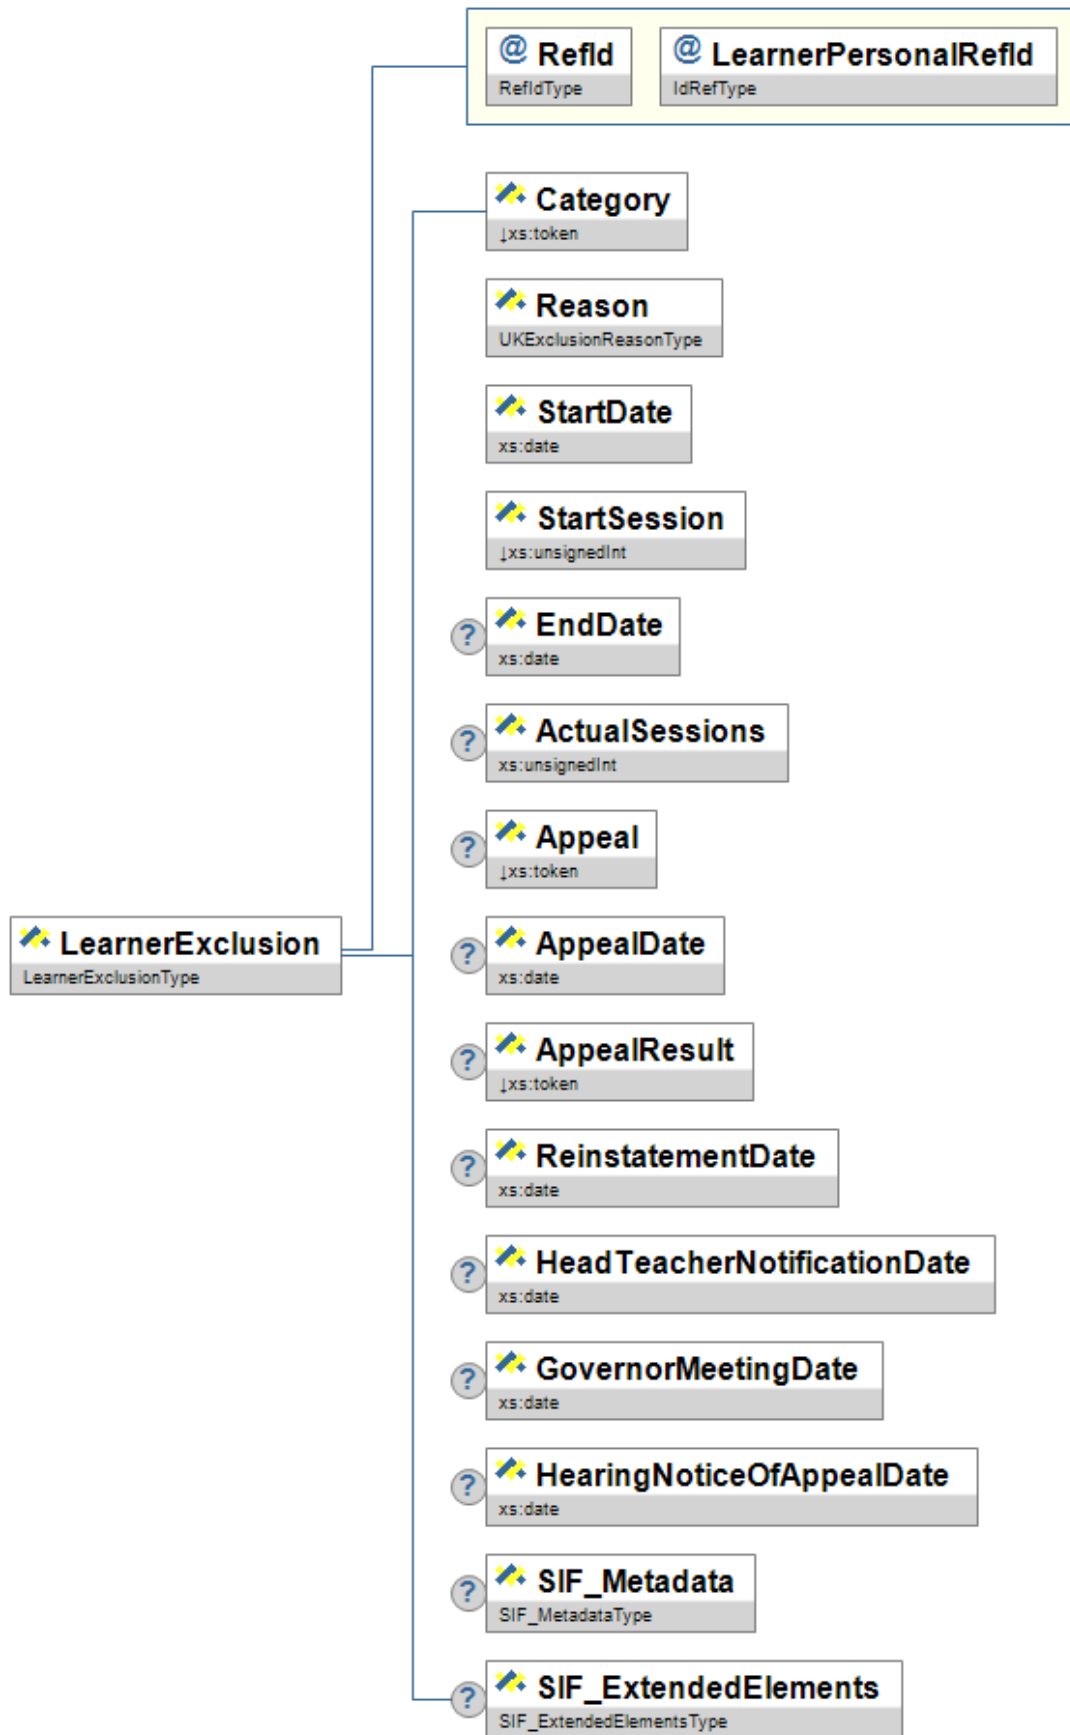 @ RefId
RefIdType
@ LearnerPersonalRefId
IdRefType
Category
↓xs:token
Reason
UKExclusionReasonType
StartDate
xs:date
StartSession
↓xs:unsignedInt
? EndDate
xs:date
? ActualSessions
xs:unsignedInt
? Appeal
↓xs:token
LearnerExclusion
LearnerExclusionType
? AppealDate
xs:date
? AppealResult
↓xs:token
? ReinstatementDate
xs:date
? HeadTeacherNotificationDate
xs:date
? GovernorMeetingDate
xs:date
? HearingNoticeOfAppealDate
xs:date
? SIF_Metadata
SIF_MetadataType
? SIF_ExtendedElements
SIF_ExtendedElementsType